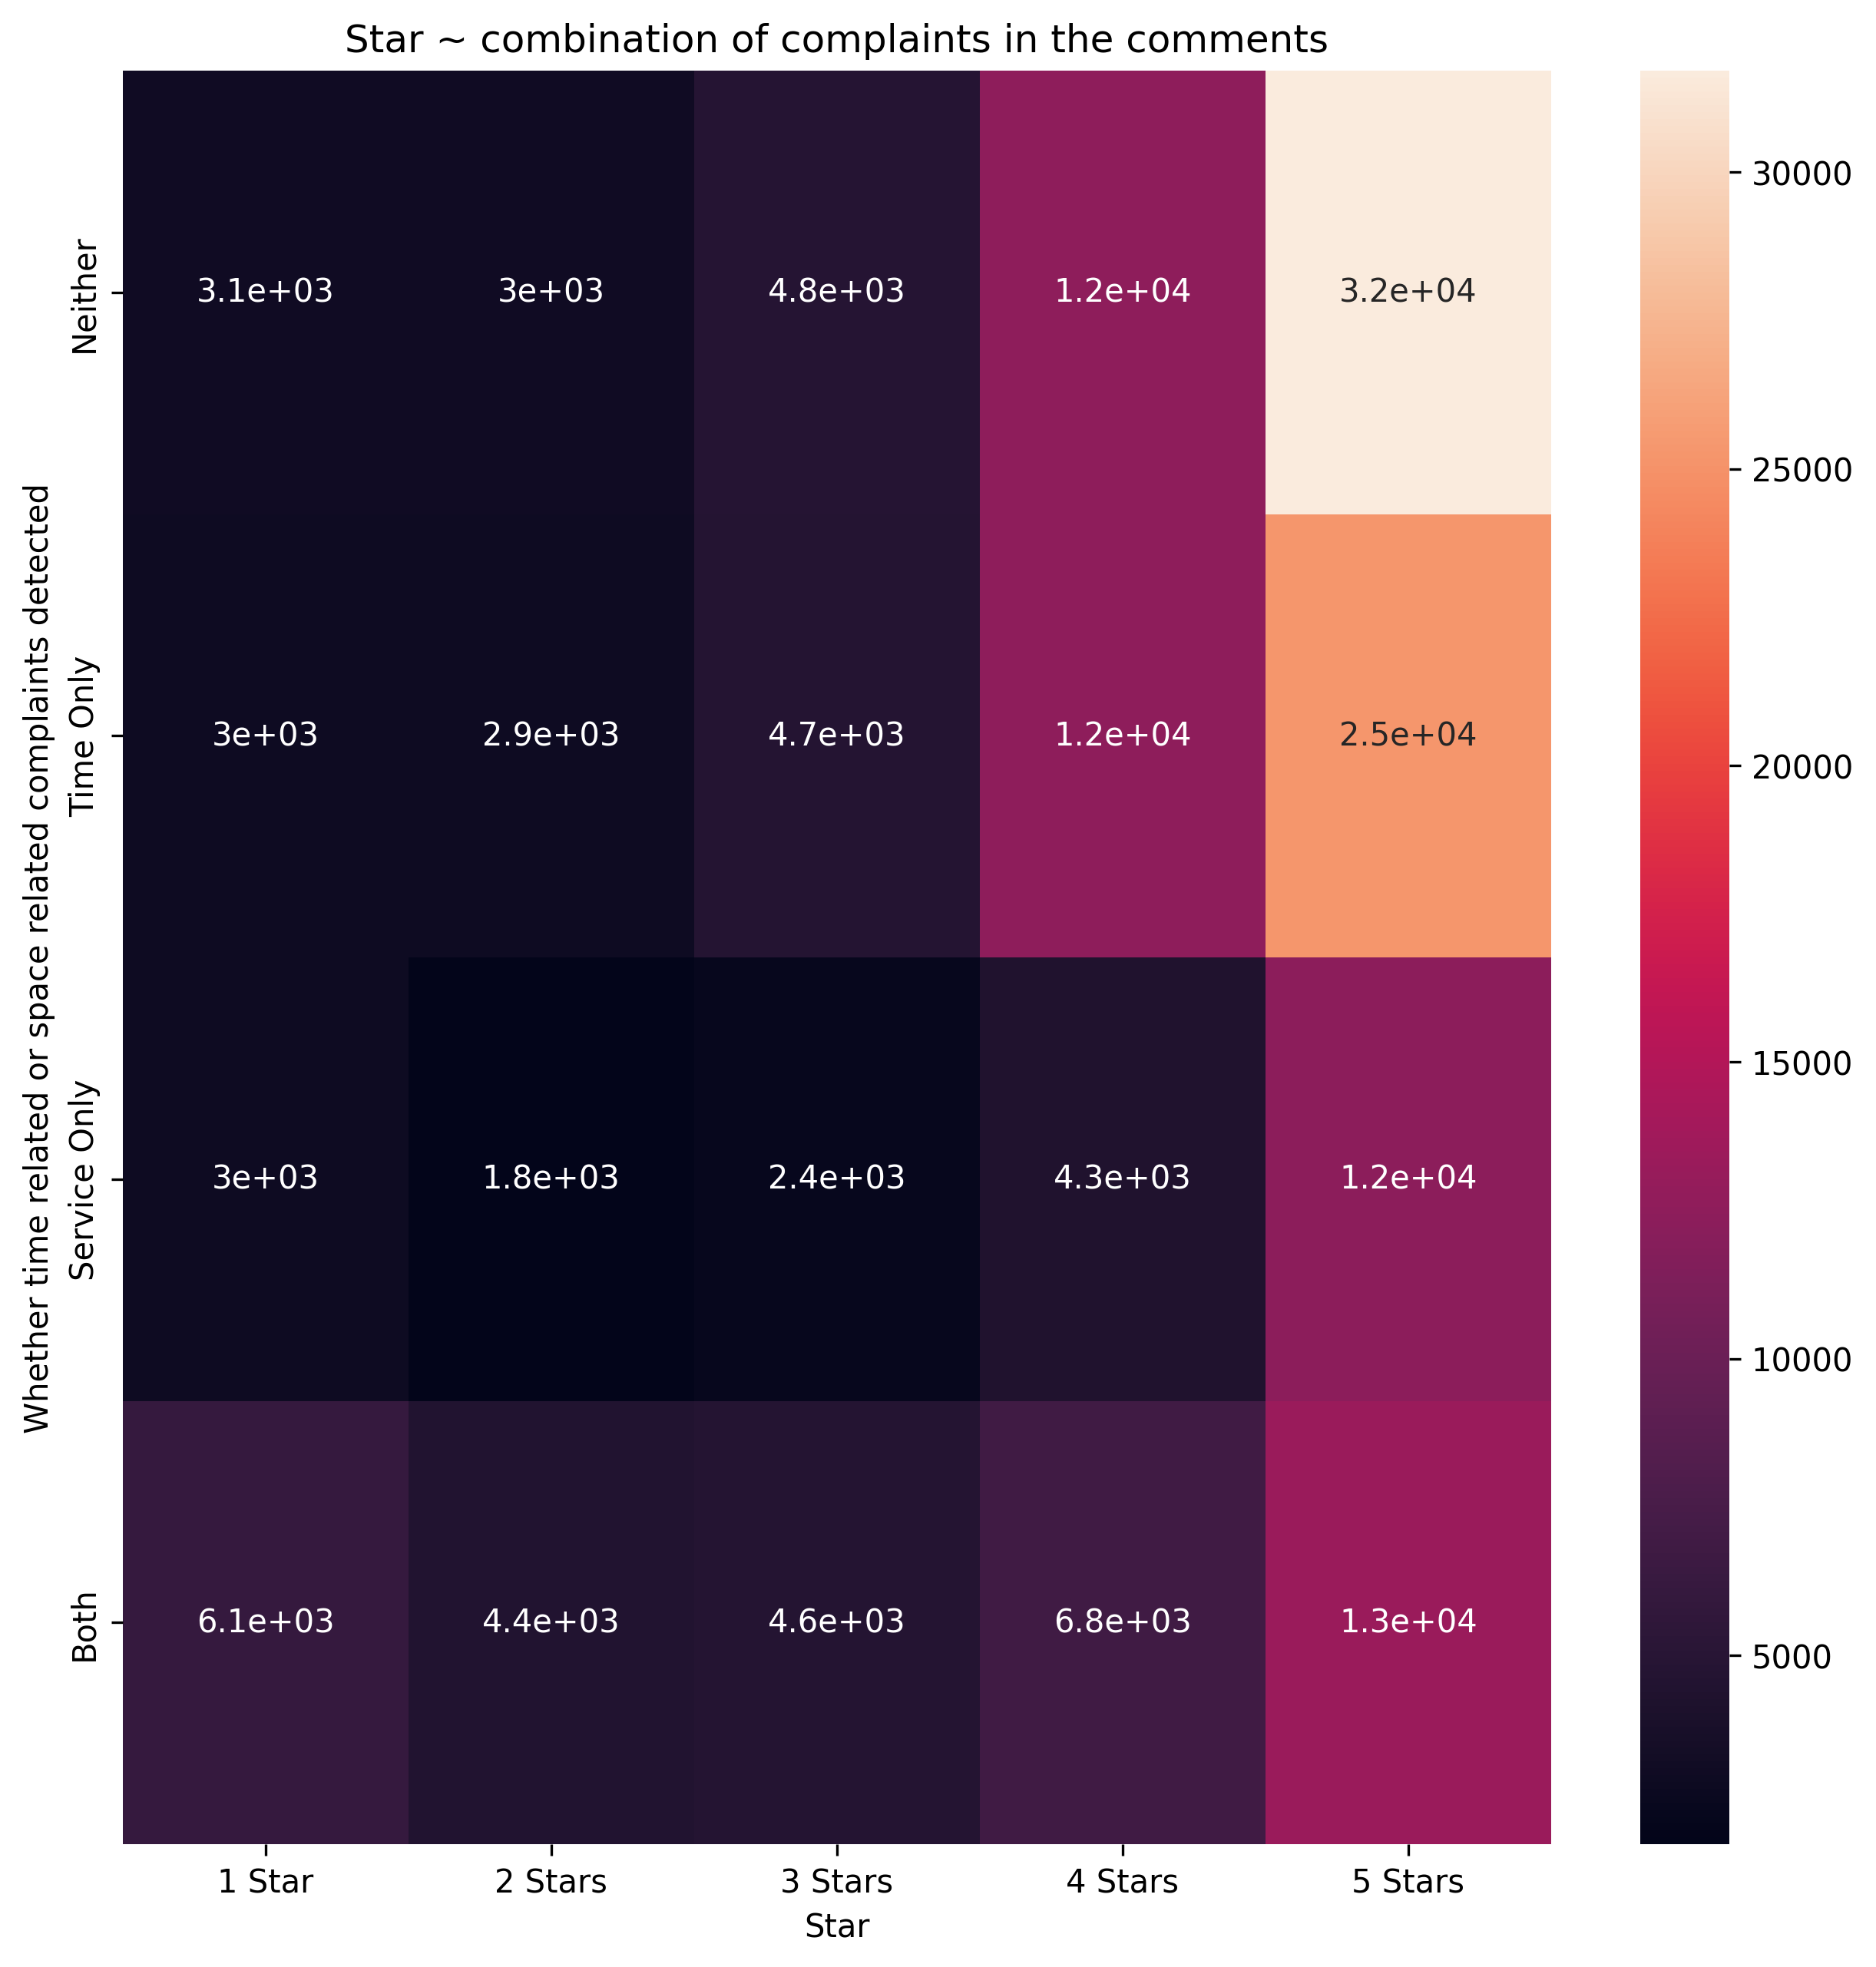 Star ~ combination of complaints in the comments
Whether time related or space related complaints detected
Neither
3.1e+03 3e+03 4.8e+03 1.2e+04 3.2e+04
Time Only
3e+03 2.9e+03 4.7e+03 1.2e+04 2.5e+04
Service Only
3e+03 1.8e+03 2.4e+03 4.3e+03 1.2e+04
Both
6.1e+03 4.4e+03 4.6e+03 6.8e+03 1.3e+04
1 Star 2 Stars 3 Stars 4 Stars 5 Stars
Star
30000
25000
20000
15000
10000
5000